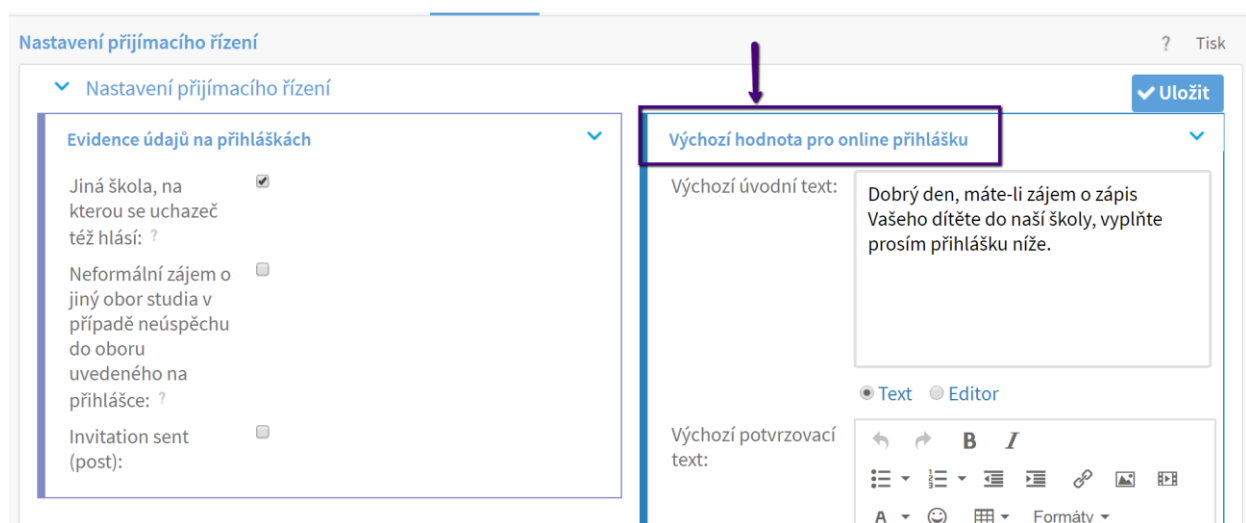 Nastavení přijímacího řízení
? Tisk
Nastavení přijímacího řízení
Uložit
Evidence údajů na přihláškách
Jiná škola, na
kterou se uchazeč
též hlásí: ?
Neformální zájem o
jiný obor studia v
případě neúspěchu
do oboru
uvedeného na
přihlášce: ?
Invitation sent
(post):
Výchozí hodnota pro online přihlášku
Výchozí úvodní text:
Dobrý den, máte-li zájem o zápis
Vašeho dítěte do naší školy, vyplňte
prosím přihlášku níže.
Text Editor
Výchozí potvrzovací
text:
B I
A Formáty